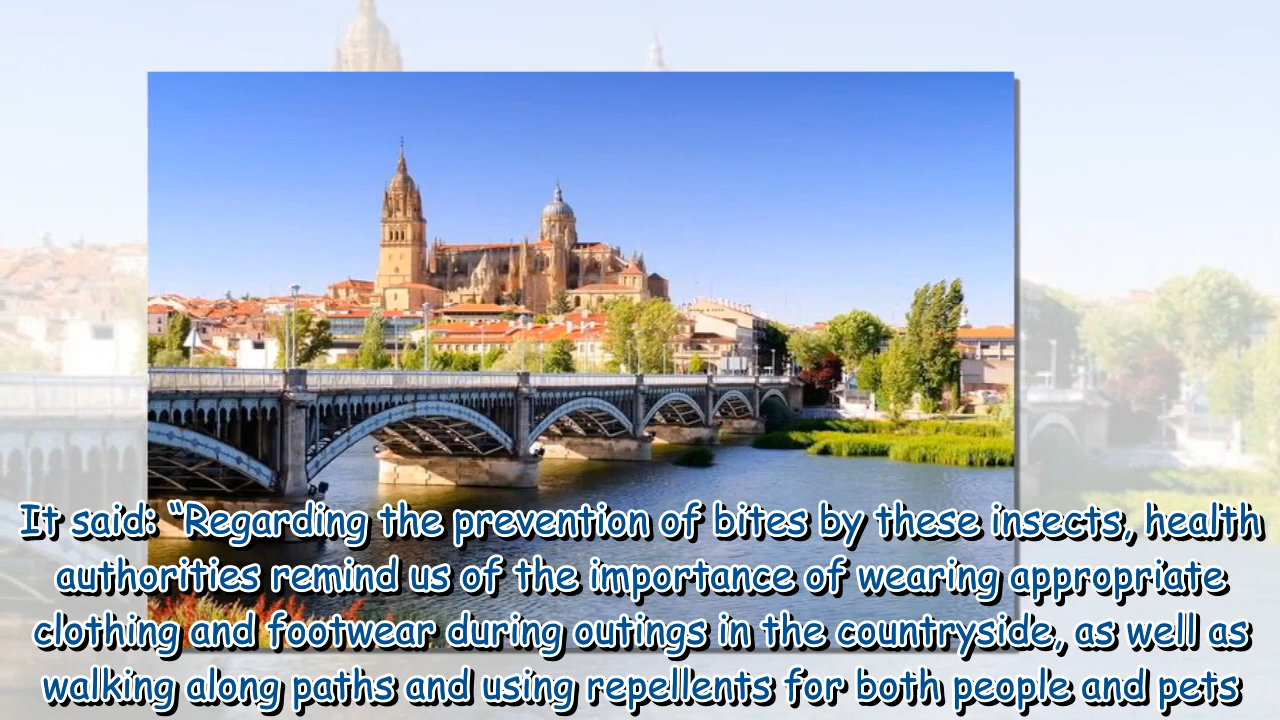 It said: “Regarding the prevention of bites by these insects, health
authorities remind us of the importance of wearing appropriate
clothing and footwear during outings in the countryside, as well as
walking along paths and using repellents for both people and pets